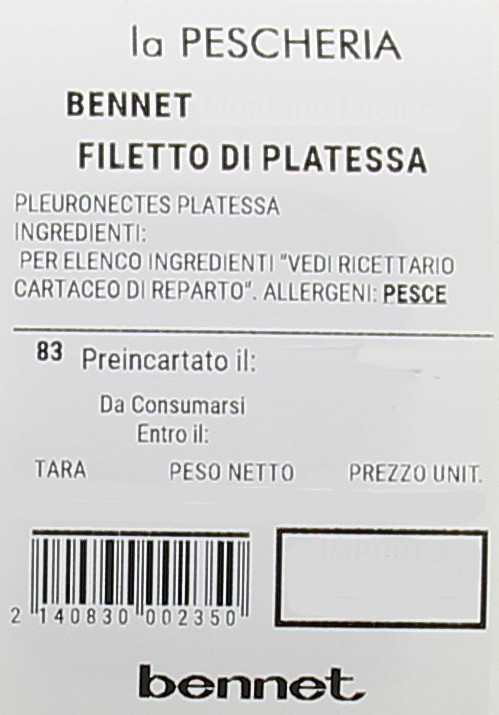 la PESCHERIA
BENNET
FILETTO DI PLATESSA
PLEURONECTES PLATESSA
INGREDIENTI:
PER ELENCO INGREDIENTI "VEDI RICETTARIO
CARTACEO DI REPARTO". ALLERGENI: PESCE
83 Preincartato il:
Da Consumarsi
Entro il:
TARA PESO NETTO PREZZO UNIT.
2 140830 002350
bennet